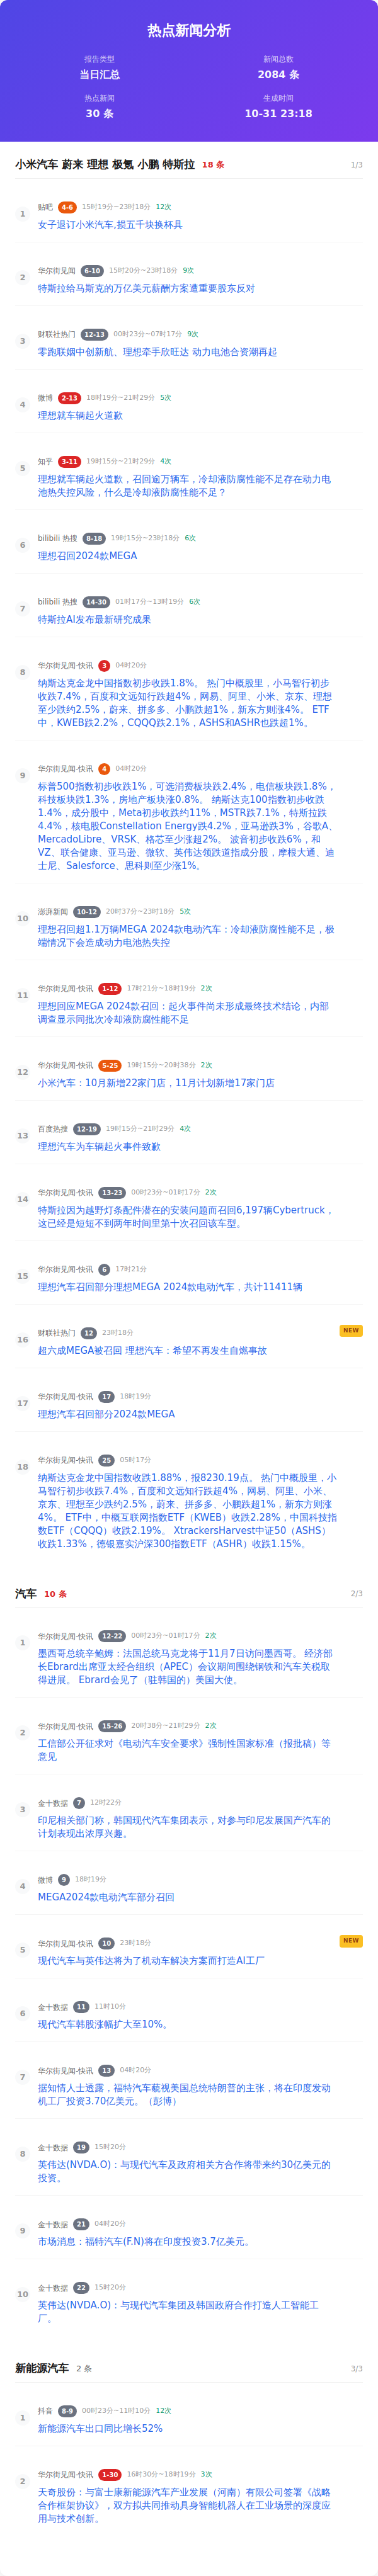 热点新闻分析
报告类型
当日汇总
新闻总数
2084 条
热点新闻
30 条
生成时间
10-31 23:18
小米汽车 蔚来 理想 极氪 小鹏 特斯拉 18 条 1/3
1
贴吧 4-6 15时19分~23时18分 12次
女子退订小米汽车,损五千块换杯具
2
华尔街见闻 6-10 15时20分~23时18分 9次
特斯拉给马斯克的万亿美元薪酬方案遭重要股东反对
3
财联社热门 12-13 00时23分~07时17分 9次
零跑联姻中创新航、理想牵手欣旺达 动力电池合资潮再起
4
微博 2-13 18时19分~21时29分 5次
理想就车辆起火道歉
5
知乎 3-11 19时15分~21时29分 4次
理想就车辆起火道歉，召回逾万辆车，冷却液防腐性能不足存在动力电
池热失控风险，什么是冷却液防腐性能不足？
6
bilibili 热搜 8-18 19时15分~23时18分 6次
理想召回2024款MEGA
7
bilibili 热搜 14-30 01时17分~13时19分 6次
特斯拉AI发布最新研究成果
8
华尔街见闻-快讯 3 04时20分
纳斯达克金龙中国指数初步收跌1.8%。 热门中概股里，小马智行初步
收跌7.4%，百度和文远知行跌超4%，网易、阿里、小米、京东、理想
至少跌约2.5%，蔚来、拼多多、小鹏跌超1%，新东方则涨4%。 ETF
中，KWEB跌2.2%，CQQQ跌2.1%，ASHS和ASHR也跌超1%。
9
华尔街见闻-快讯 4 04时20分
标普500指数初步收跌1%，可选消费板块跌2.4%，电信板块跌1.8%，
科技板块跌1.3%，房地产板块涨0.8%。 纳斯达克100指数初步收跌
1.4%，成分股中，Meta初步收跌约11%，MSTR跌7.1%，特斯拉跌
4.4%，核电股Constellation Energy跌4.2%，亚马逊跌3%，谷歌A、
MercadoLibre、VRSK、格芯至少涨超2%。 波音初步收跌6%，和
VZ、联合健康、亚马逊、微软、英伟达领跌道指成分股，摩根大通、迪
士尼、Salesforce、思科则至少涨1%。
10
澎湃新闻 10-12 20时37分~23时18分 5次
理想召回超1.1万辆MEGA 2024款电动汽车：冷却液防腐性能不足，极
端情况下会造成动力电池热失控
11
华尔街见闻-快讯 1-12 17时21分~18时19分 2次
理想回应MEGA 2024款召回：起火事件尚未形成最终技术结论，内部
调查显示同批次冷却液防腐性能不足
12
华尔街见闻-快讯 5-25 19时15分~20时38分 2次
小米汽车：10月新增22家门店，11月计划新增17家门店
13
百度热搜 12-19 19时15分~21时29分 4次
理想汽车为车辆起火事件致歉
14
华尔街见闻-快讯 13-23 00时23分~01时17分 2次
特斯拉因为越野灯条配件潜在的安装问题而召回6,197辆Cybertruck，
这已经是短短不到两年时间里第十次召回该车型。
15
华尔街见闻-快讯 6 17时21分
理想汽车召回部分理想MEGA 2024款电动汽车，共计11411辆
16
财联社热门 12 23时18分 NEW
超六成MEGA被召回 理想汽车：希望不再发生自燃事故
17
华尔街见闻-快讯 17 18时19分
理想汽车召回部分2024款MEGA
18
华尔街见闻-快讯 25 05时17分
纳斯达克金龙中国指数收跌1.88%，报8230.19点。 热门中概股里，小
马智行初步收跌7.4%，百度和文远知行跌超4%，网易、阿里、小米、
京东、理想至少跌约2.5%，蔚来、拼多多、小鹏跌超1%，新东方则涨
4%。 ETF中，中概互联网指数ETF（KWEB）收跌2.28%，中国科技指
数ETF（CQQQ）收跌2.19%。 XtrackersHarvest中证50（ASHS）
收跌1.33%，德银嘉实沪深300指数ETF（ASHR）收跌1.15%。
汽车 10 条 2/3
1
华尔街见闻-快讯 12-22 00时23分~01时17分 2次
墨西哥总统辛鲍姆：法国总统马克龙将于11月7日访问墨西哥。 经济部
长Ebrard出席亚太经合组织（APEC）会议期间围绕钢铁和汽车关税取
得进展。 Ebrard会见了（驻韩国的）美国大使。
2
华尔街见闻-快讯 15-26 20时38分~21时29分 2次
工信部公开征求对《电动汽车安全要求》强制性国家标准（报批稿）等
意见
3
金十数据 7 12时22分
印尼相关部门称，韩国现代汽车集团表示，对参与印尼发展国产汽车的
计划表现出浓厚兴趣。
4
微博 9 18时19分
MEGA2024款电动汽车部分召回
5
华尔街见闻-快讯 10 23时18分 NEW
现代汽车与英伟达将为了机动车解决方案而打造AI工厂
6
金十数据 11 11时10分
现代汽车韩股涨幅扩大至10%。
7
华尔街见闻-快讯 13 04时20分
据知情人士透露，福特汽车藐视美国总统特朗普的主张，将在印度发动
机工厂投资3.70亿美元。（彭博）
8
金十数据 19 15时20分
英伟达(NVDA.O)：与现代汽车及政府相关方合作将带来约30亿美元的
投资。
9
金十数据 21 04时20分
市场消息：福特汽车(F.N)将在印度投资3.7亿美元。
10
金十数据 22 15时20分
英伟达(NVDA.O)：与现代汽车集团及韩国政府合作打造人工智能工
厂。
新能源汽车 2 条 3/3
1
抖音 8-9 00时23分~11时10分 12次
新能源汽车出口同比增长52%
2
华尔街见闻-快讯 1-30 16时30分~18时19分 3次
天奇股份：与富士康新能源汽车产业发展（河南）有限公司签署《战略
合作框架协议》，双方拟共同推动具身智能机器人在工业场景的深度应
用与技术创新。